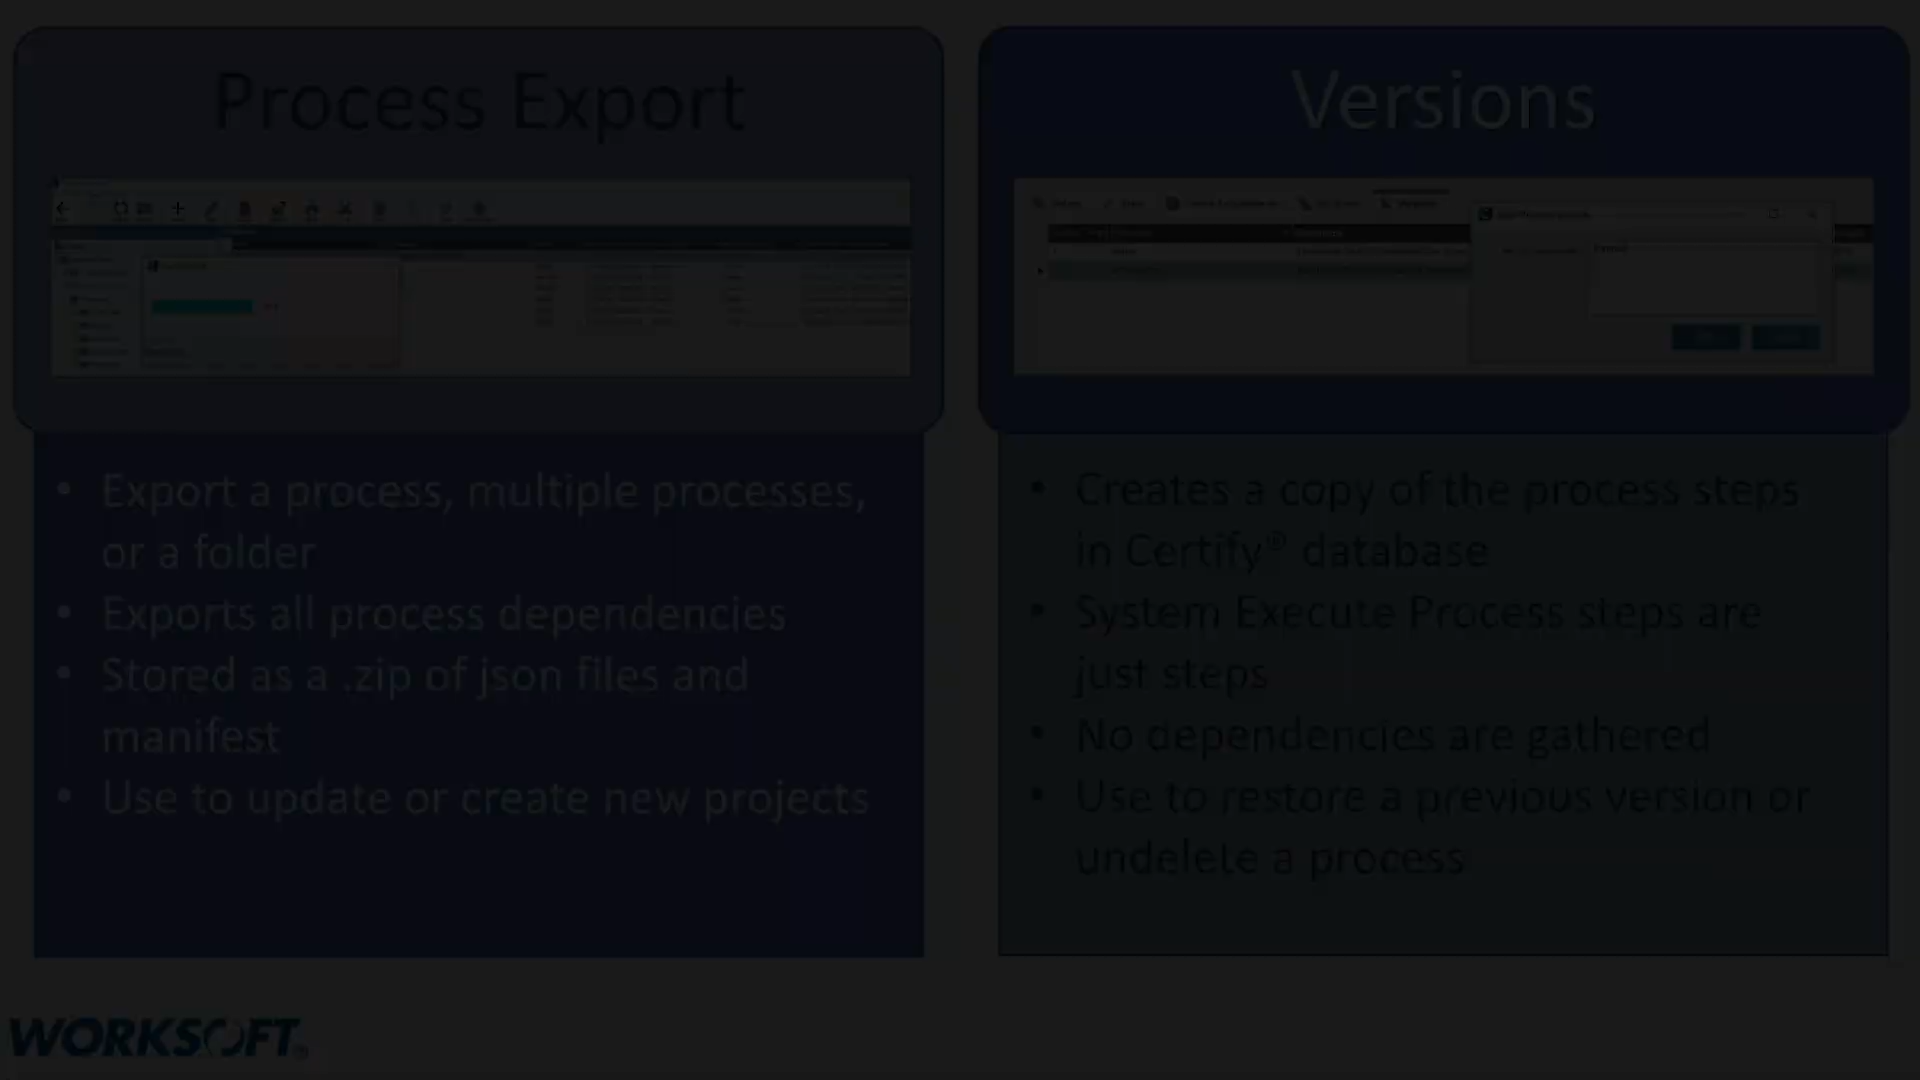 Process Export
Export a process, multiple processes,
or a folder
Exports all process dependencies
Stored as a .zip of json files and
manifest
Use to update or create new projects
Versions
Creates a copy of the process steps
in Certify® database
System Execute Process steps are
just steps
No dependencies are gathered
Use to restore a previous version or
undelete a process
WORKSOFT®